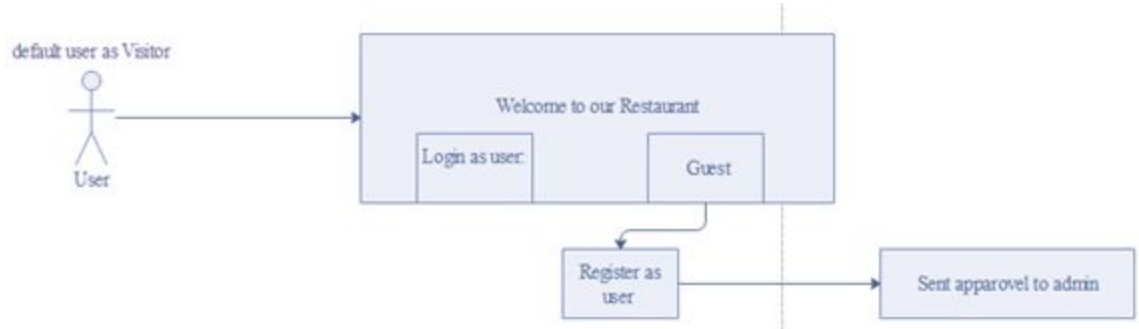 default user as Visitor
User
Welcome to our Restaurant
Login as user:
Guest
Register as
user
Sent apparovel to admin